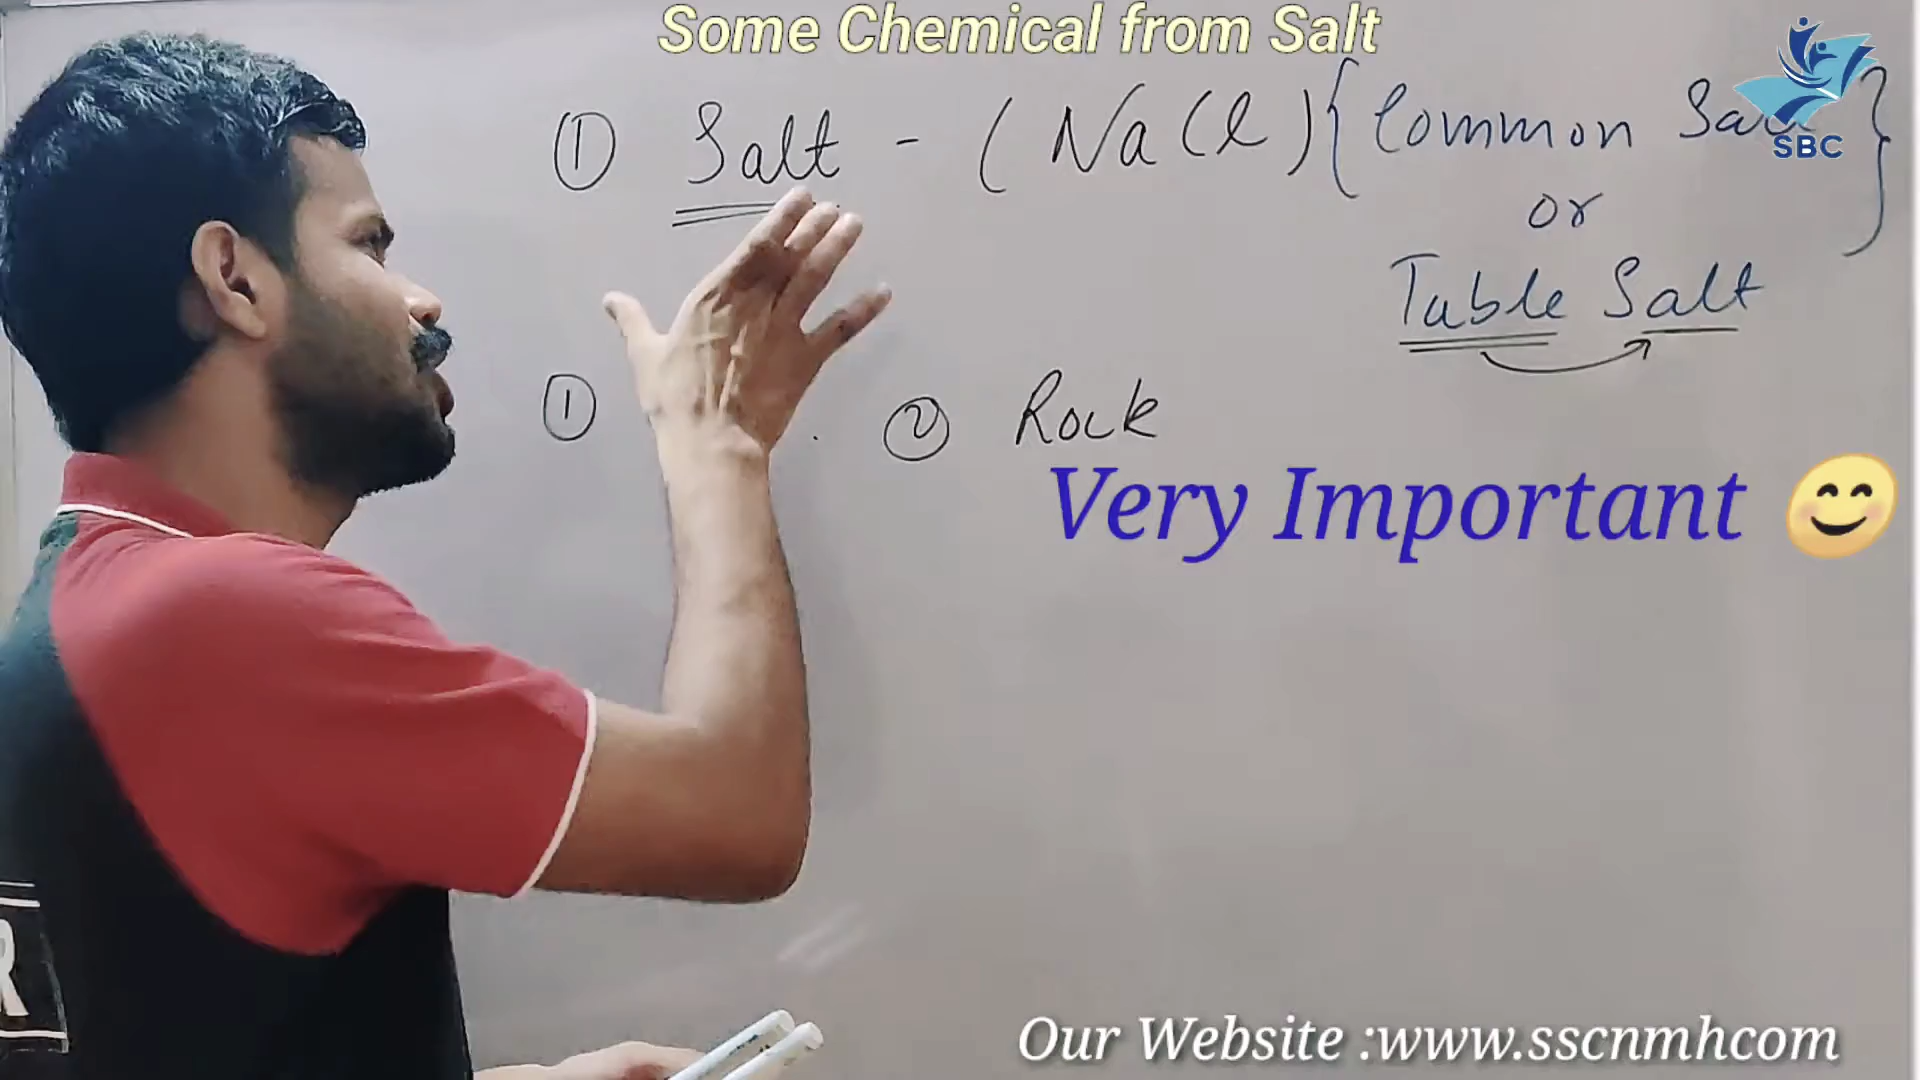 Some Chemical from Salt
① Salt - (NaCl) {Common Salt
SBC
or
Table Salt}
① ② Rock
Very Important 😊
Our Website :www.sscnmhcom
R